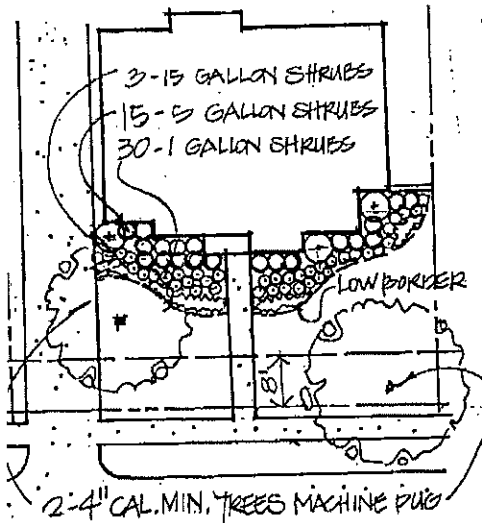 3-15 GALLON SHRUBS
15-5 GALLON SHRUBS
30-1 GALLON SHRUBS
LOW BORDER
8'
2-4" CAL. MIN. TREES MACHINE DUG